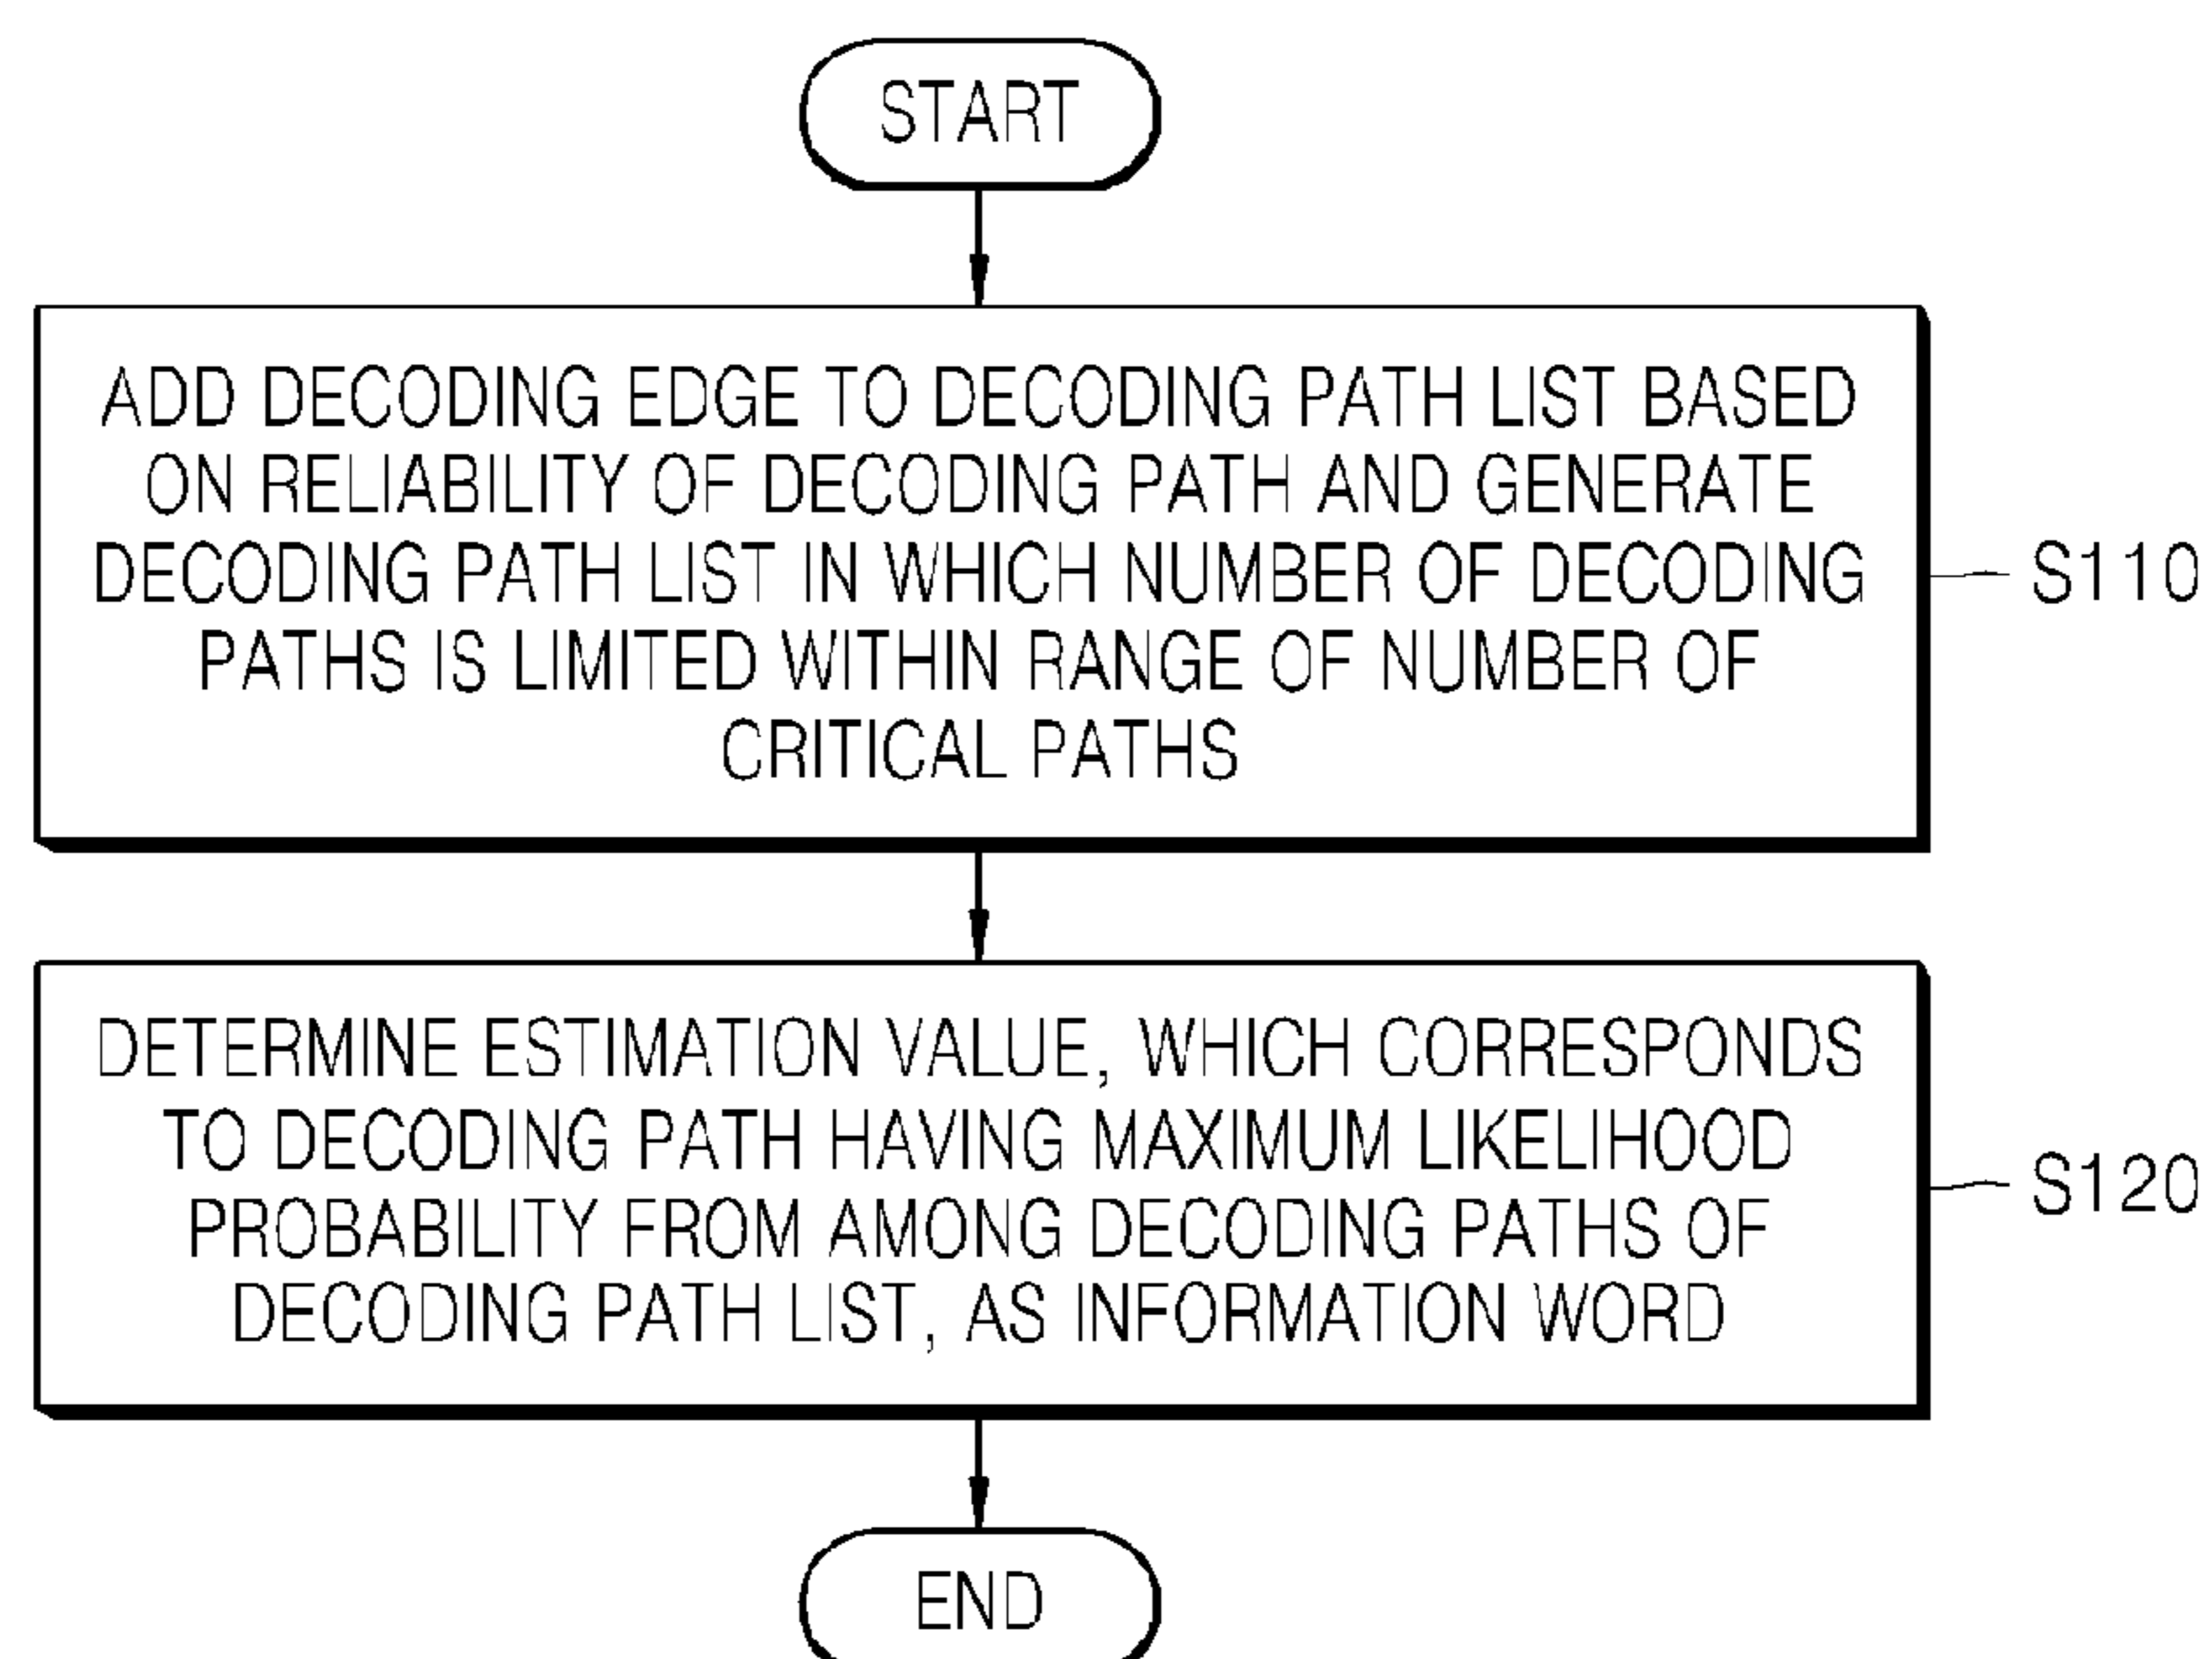 START
ADD DECODING EDGE TO DECODING PATH LIST BASED
ON RELIABILITY OF DECODING PATH AND GENERATE
DECODING PATH LIST IN WHICH NUMBER OF DECODING
PATHS IS LIMITED WITHIN RANGE OF NUMBER OF
CRITICAL PATHS
S110
DETERMINE ESTIMATION VALUE, WHICH CORRESPONDS
TO DECODING PATH HAVING MAXIMUM LIKELIHOOD
PROBABILITY FROM AMONG DECODING PATHS OF
DECODING PATH LIST, AS INFORMATION WORD
S120
END